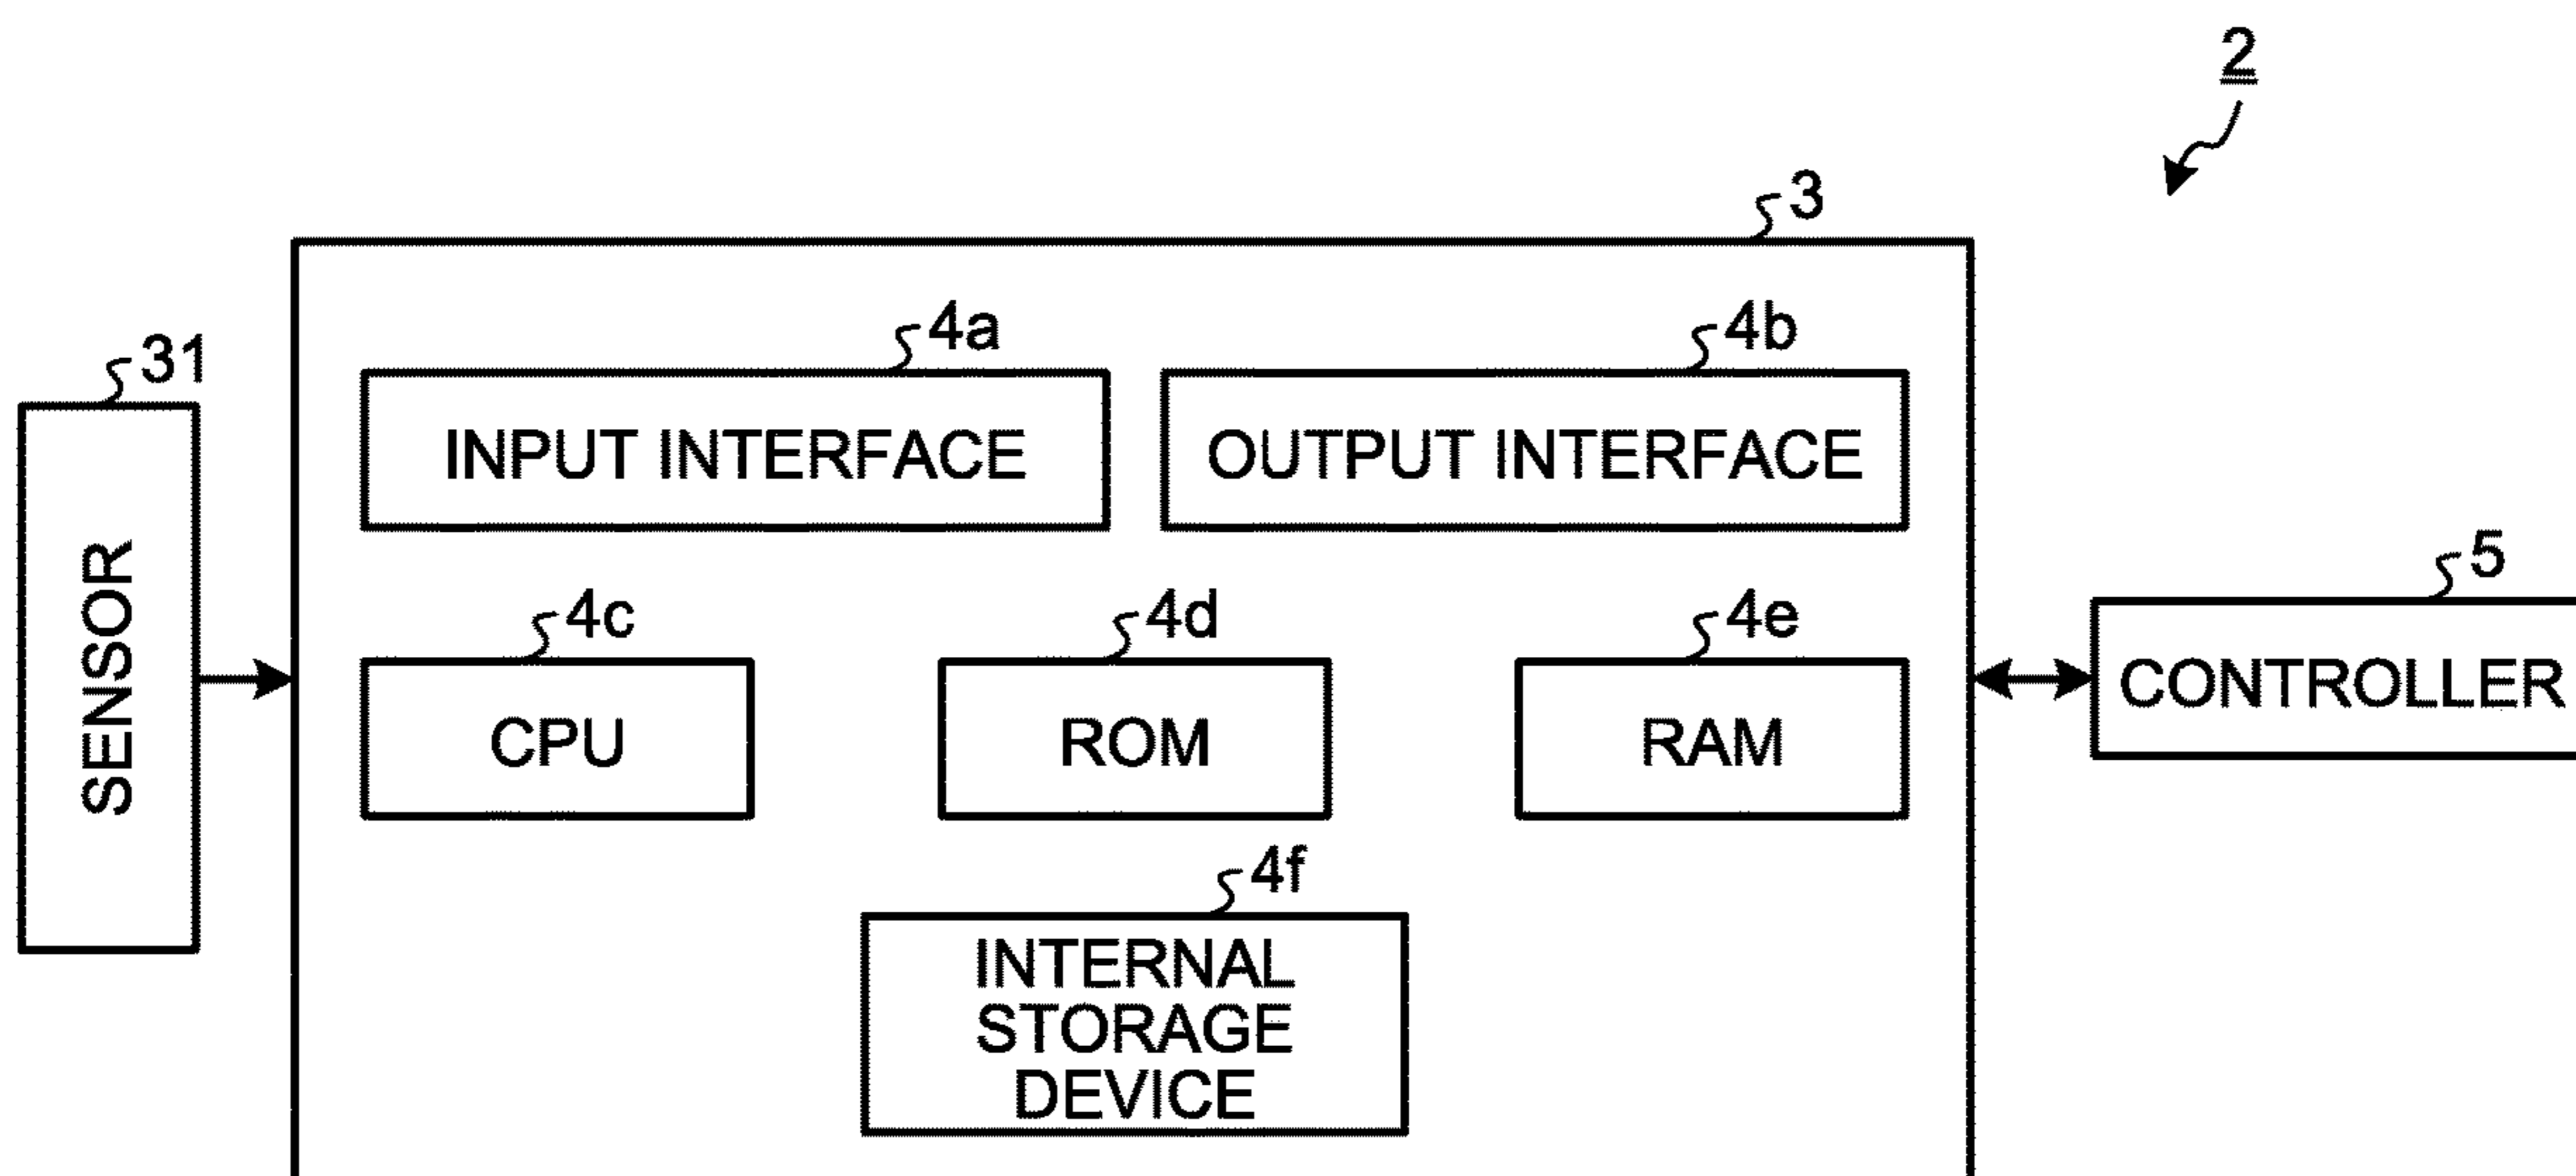 2
3
4a
4b
31
INPUT INTERFACE
OUTPUT INTERFACE
SENSOR
4c
4d
4e
5
CPU
ROM
RAM
CONTROLLER
4f
INTERNAL
STORAGE
DEVICE